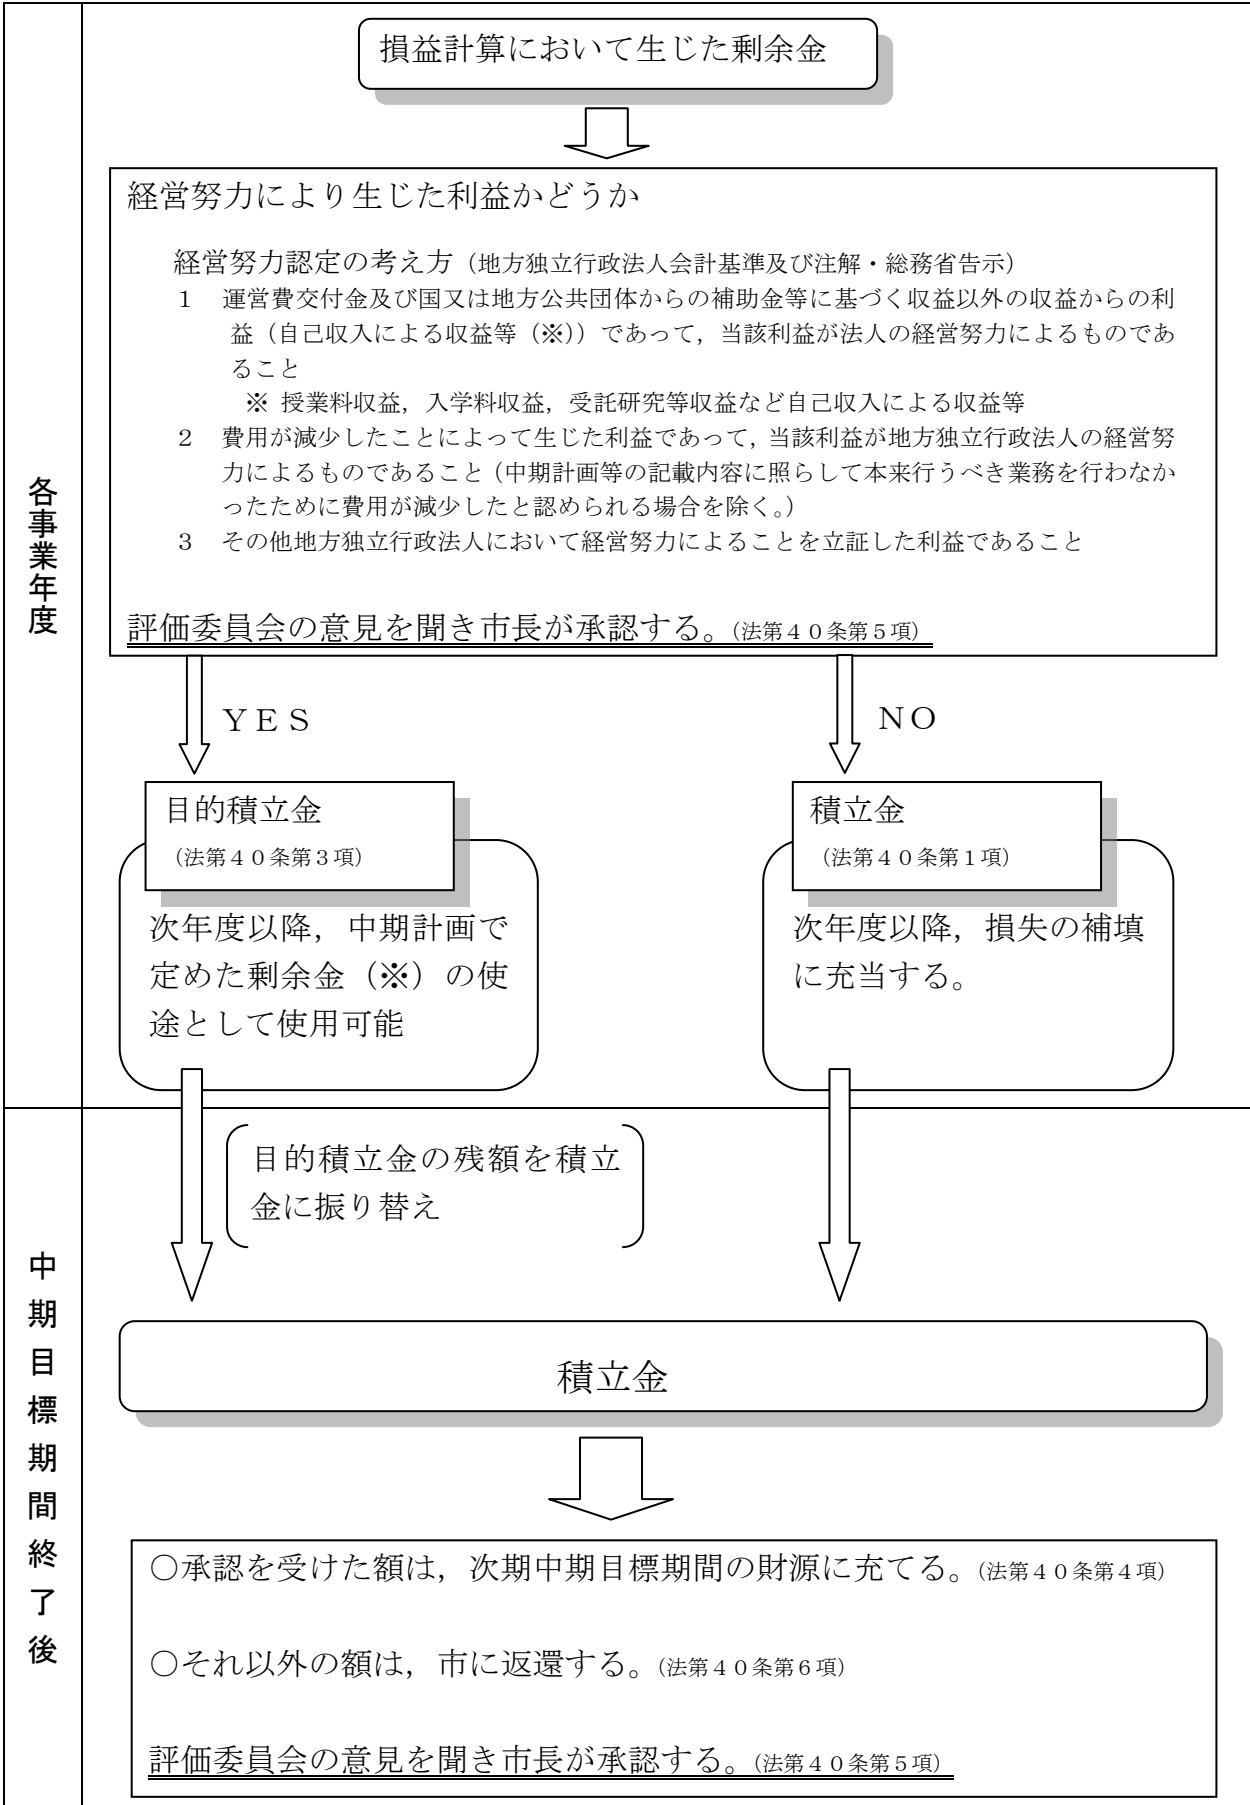 損益計算において生じた剰余金
経営努力により生じた利益かどうか
経営努力認定の考え方（地方独立行政法人会計基準及び注解・総務省告示）
１　運営費交付金及び国又は地方公共団体からの補助金等に基づく収益以外の収益からの利
益（自己収入による収益等（※））であって，当該利益が法人の経営努力によるものであ
ること
※ 授業料収益，入学料収益，受託研究等収益など自己収入による収益等
２　費用が減少したことによって生じた利益であって，当該利益が地方独立行政法人の経営努
力によるものであること（中期計画等の記載内容に照らして本来行うべき業務を行わなか
ったために費用が減少したと認められる場合を除く。）
３　その他地方独立行政法人において経営努力によることを立証した利益であること
評価委員会の意見を聞き市長が承認する。（法第４０条第５項）
各事業年度
ＹＥＳ
ＮＯ
目的積立金
（法第４０条第３項）
次年度以降，中期計画で
定めた剰余金（※）の使
途として使用可能
積立金
（法第４０条第１項）
次年度以降，損失の補填
に充当する。
目的積立金の残額を積立
金に振り替え
中期目標期間終了後
積立金
○承認を受けた額は，次期中期目標期間の財源に充てる。（法第４０条第４項）
○それ以外の額は，市に返還する。（法第４０条第６項）
評価委員会の意見を聞き市長が承認する。（法第４０条第５項）